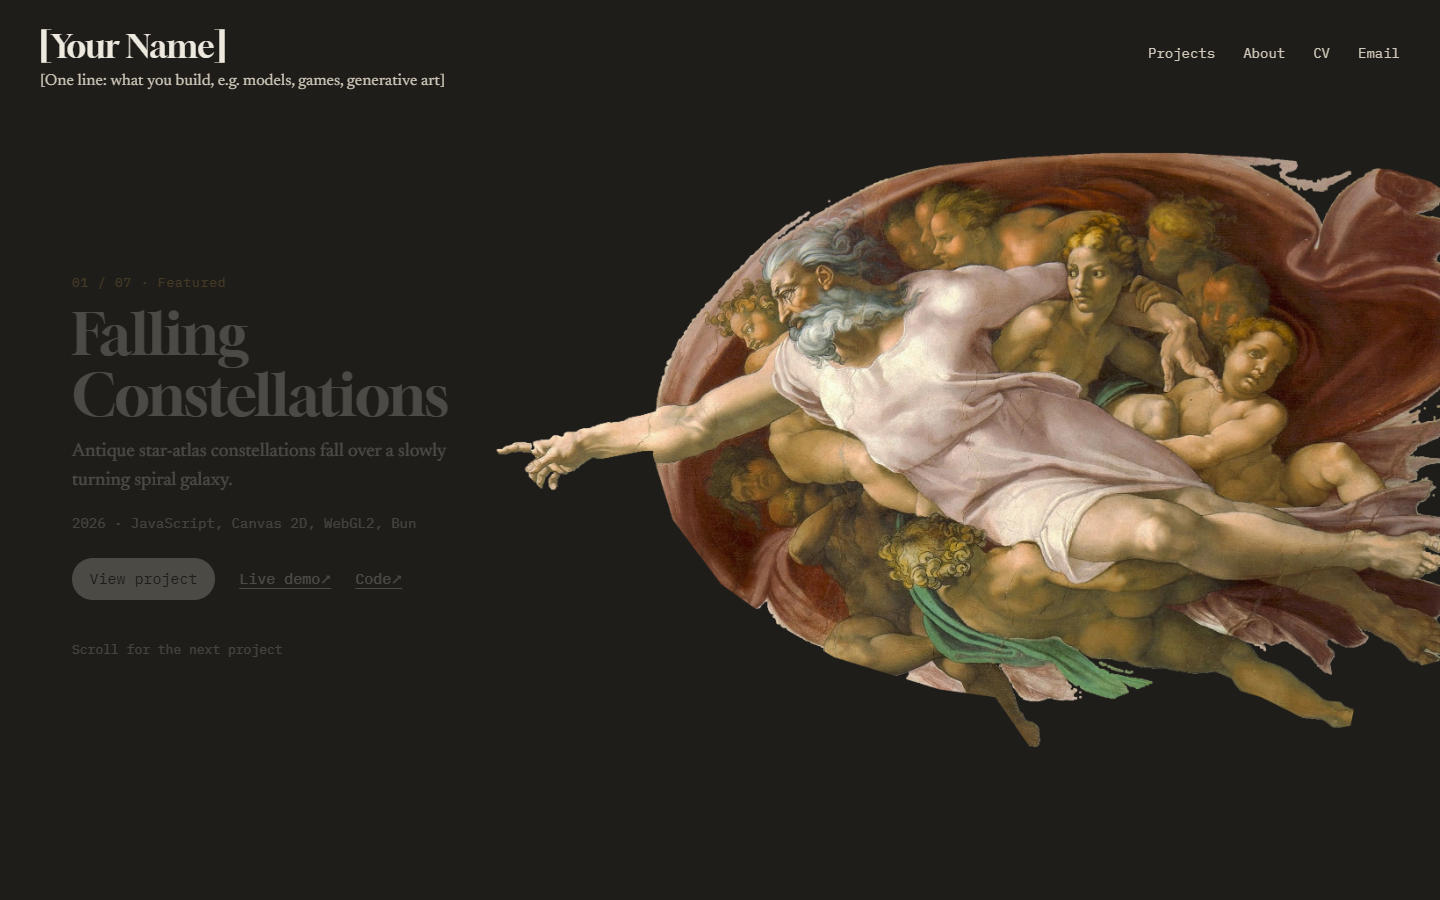 [Your Name]
[One line: what you build, e.g. models, games, generative art]
Projects About CV Email
01 / 07 · Featured
Falling
Constellations
Antique star-atlas constellations fall over a slowly
turning spiral galaxy.
2026 · JavaScript, Canvas 2D, WebGL2, Bun
View project Live demo↗ Code↗
Scroll for the next project